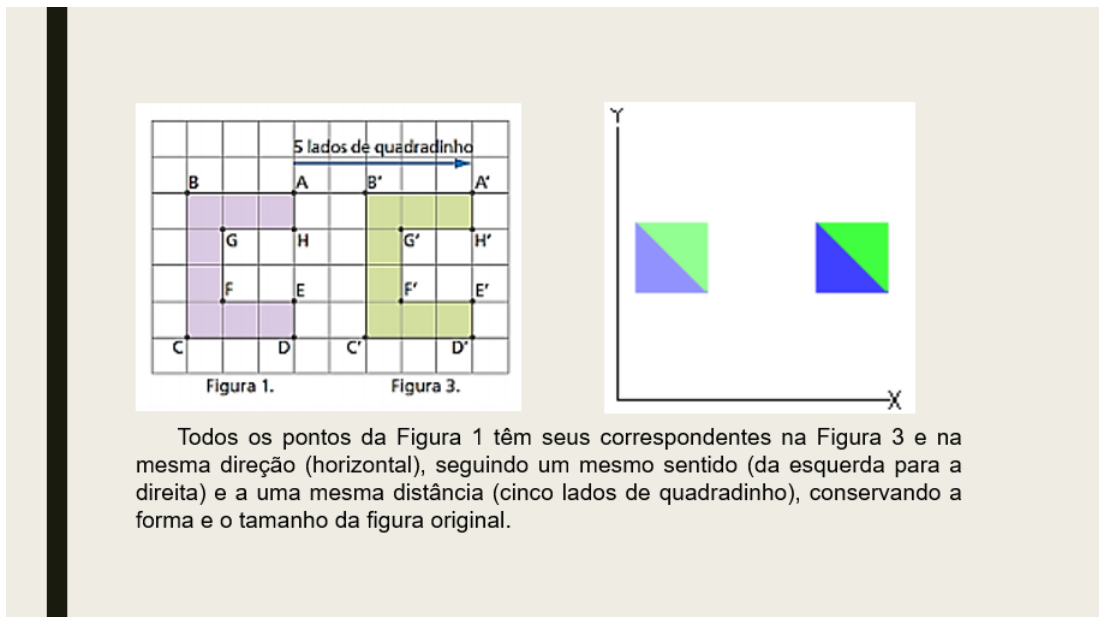 5 lados de quadradinho
B A B' A'
G H G' H'
F E F' E'
C D C' D'
Figura 1. Figura 3.
Y
X
Todos os pontos da Figura 1 têm seus correspondentes na Figura 3 e na
mesma direção (horizontal), seguindo um mesmo sentido (da esquerda para a
direita) e a uma mesma distância (cinco lados de quadradinho), conservando a
forma e o tamanho da figura original.